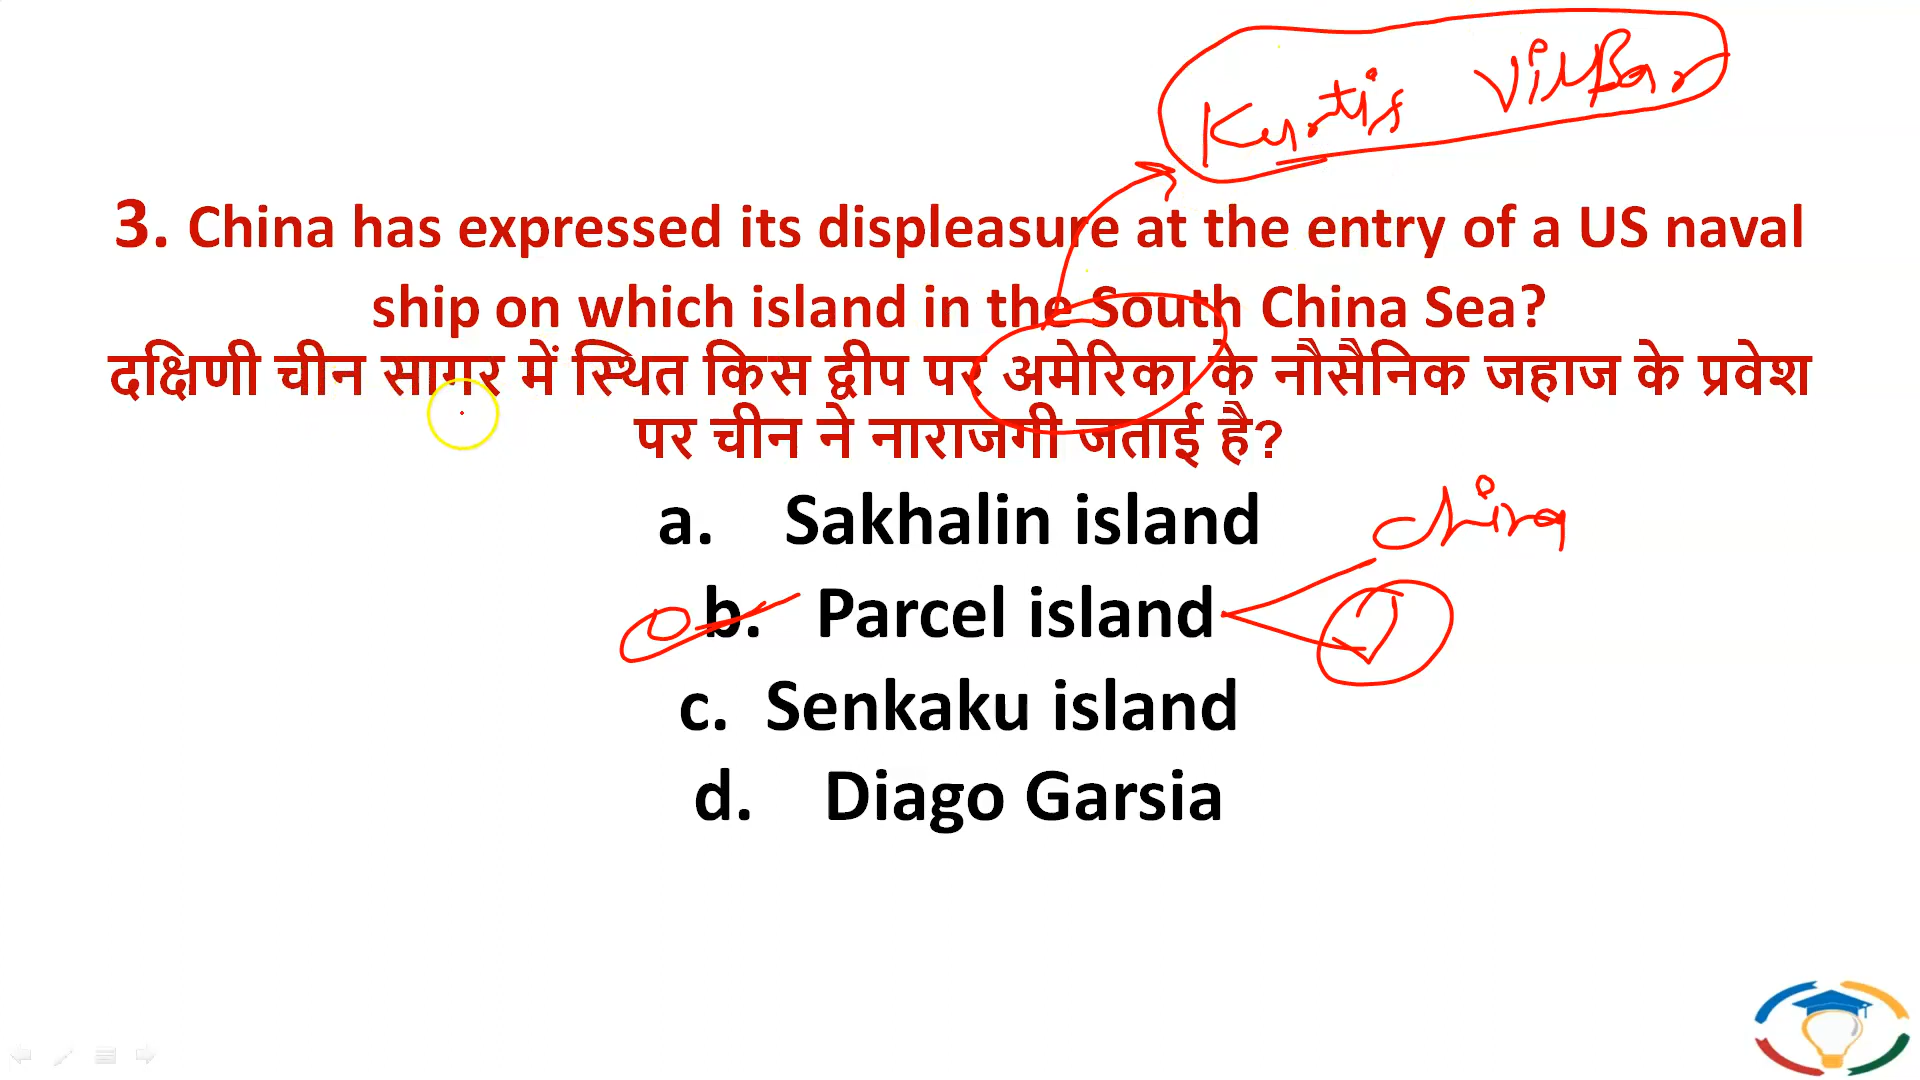 Kurtis VilBar
3. China has expressed its displeasure at the entry of a US naval
ship on which island in the South China Sea?
दक्षिणी चीन सागर में स्थित किस द्वीप पर अमेरिका के नौसैनिक जहाज के प्रवेश
पर चीन ने नाराजगी जताई है?
a. Sakhalin island
China
b. Parcel island
c. Senkaku island
d. Diago Garsia